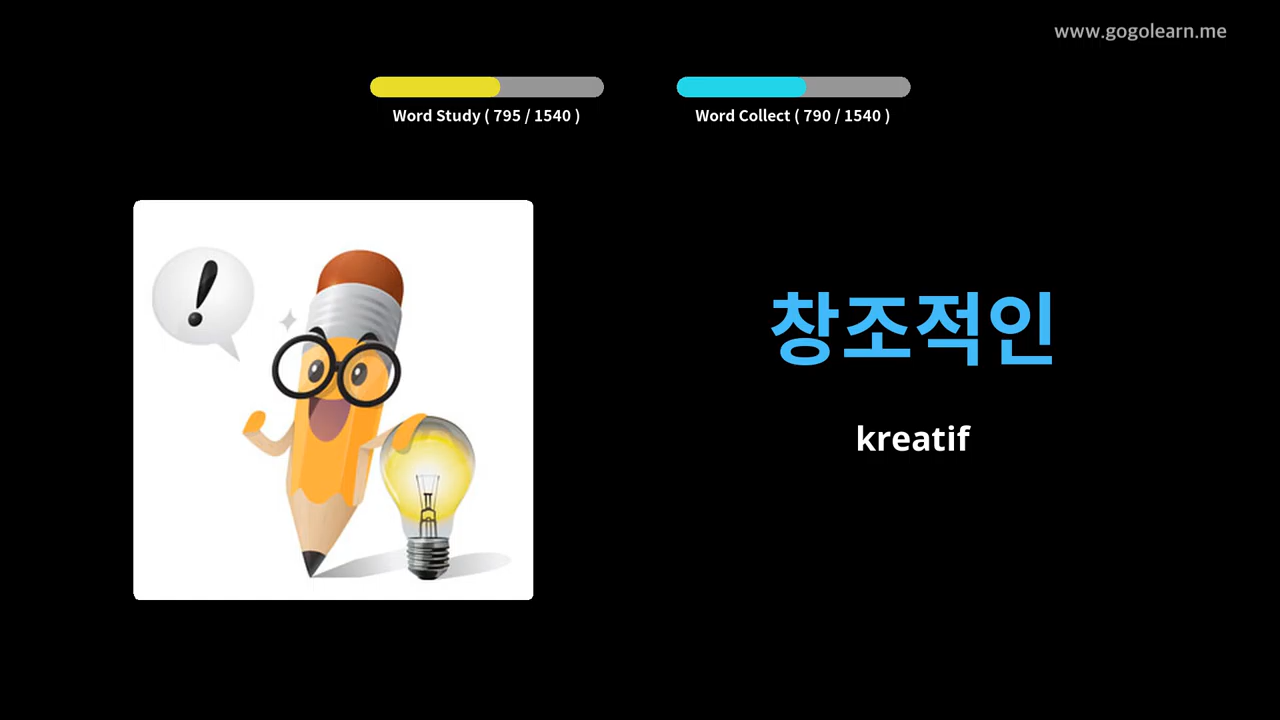 www.gogolearn.me
Word Study ( 795 / 1540 )
Word Collect ( 790 / 1540 )
!
창조적인
kreatif